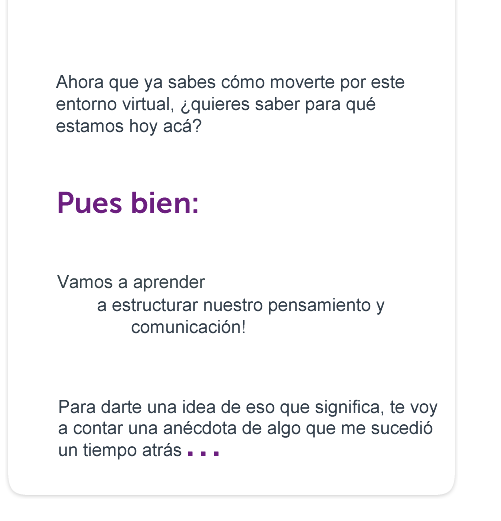 Ahora que ya sabes cómo moverte por este
entorno virtual, ¿quieres saber para qué
estamos hoy acá?
Pues bien:
Vamos a aprender
a estructurar nuestro pensamiento y
comunicación!
Para darte una idea de eso que significa, te voy
a contar una anécdota de algo que me sucedió
un tiempo atrás ...